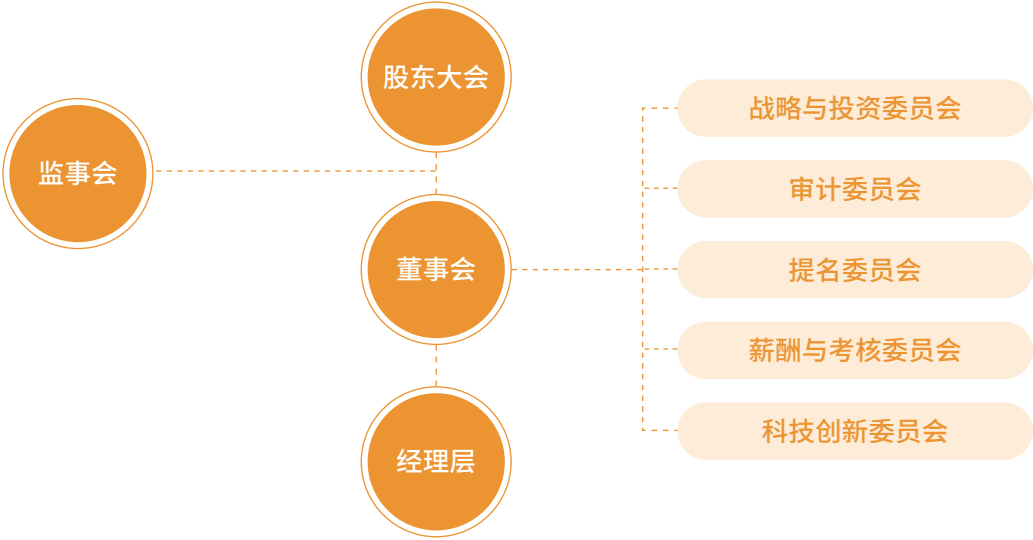 股东大会
监事会
董事会
经理层
战略与投资委员会
审计委员会
提名委员会
薪酬与考核委员会
科技创新委员会